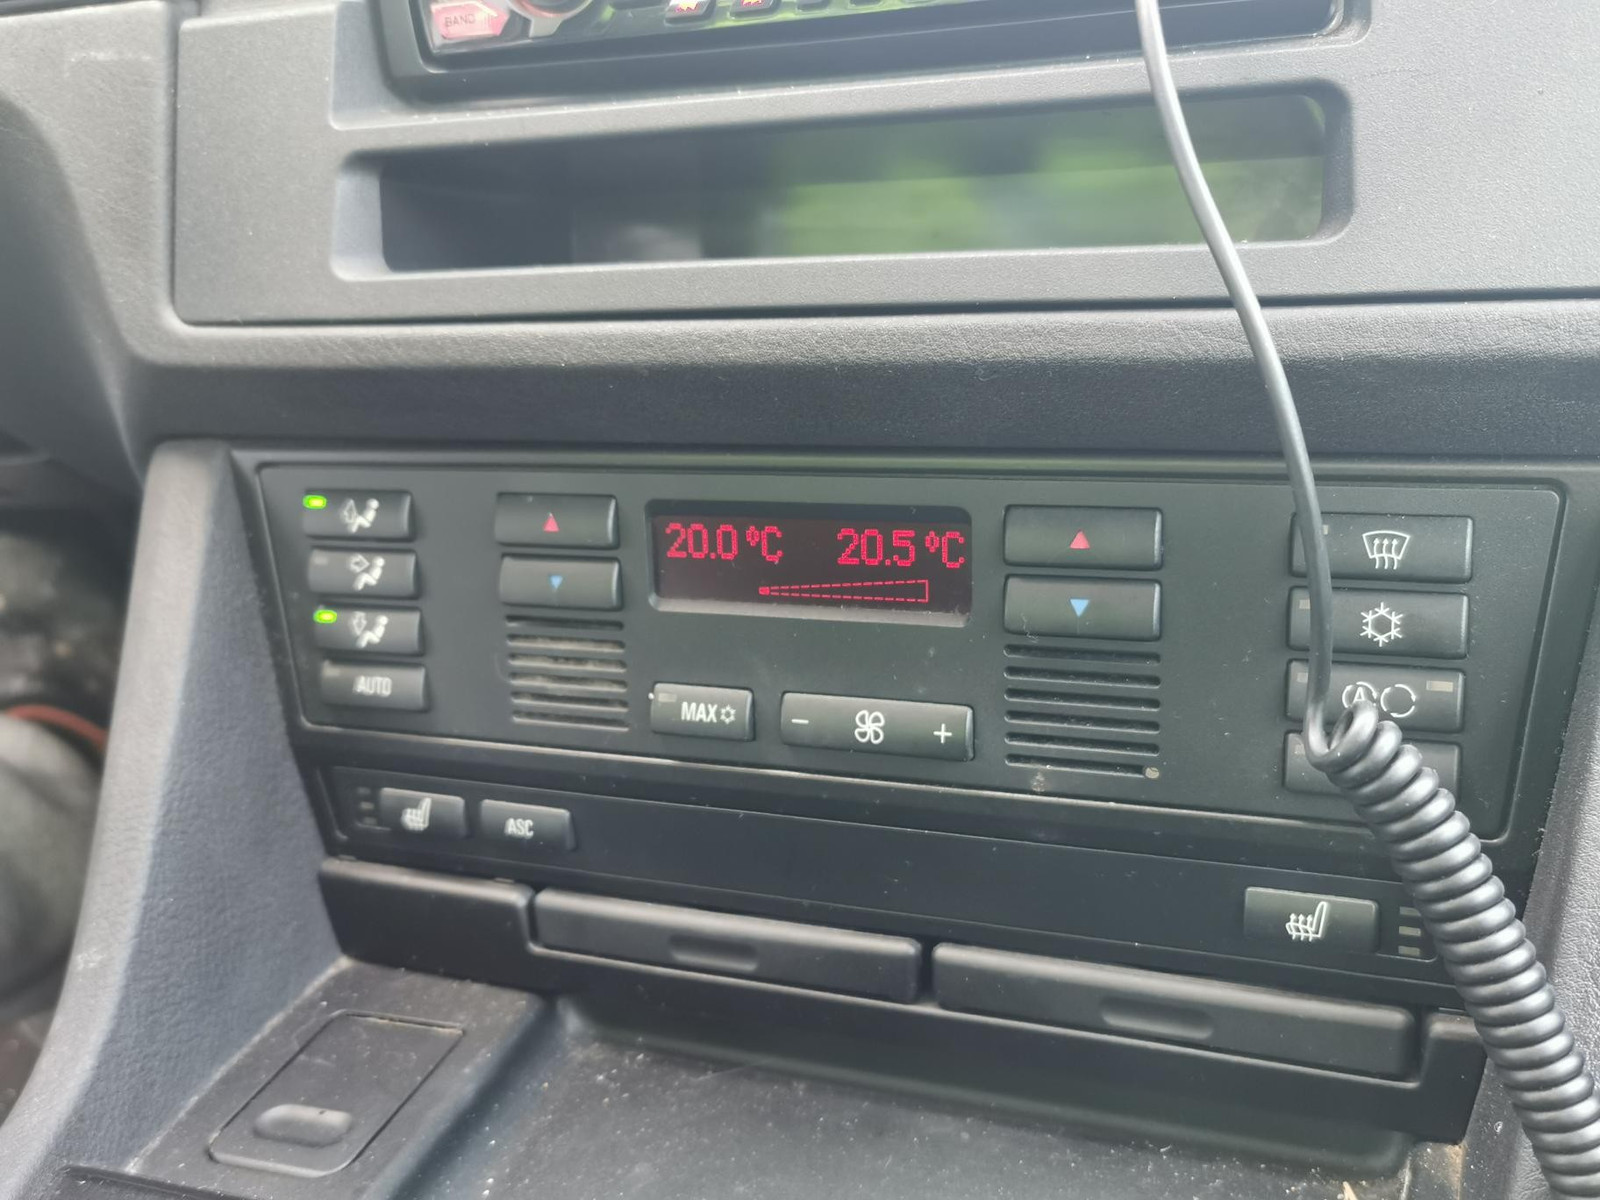 BAND
20.0 °C 20.5 °C
AUTO
MAX
- +
A
ASC